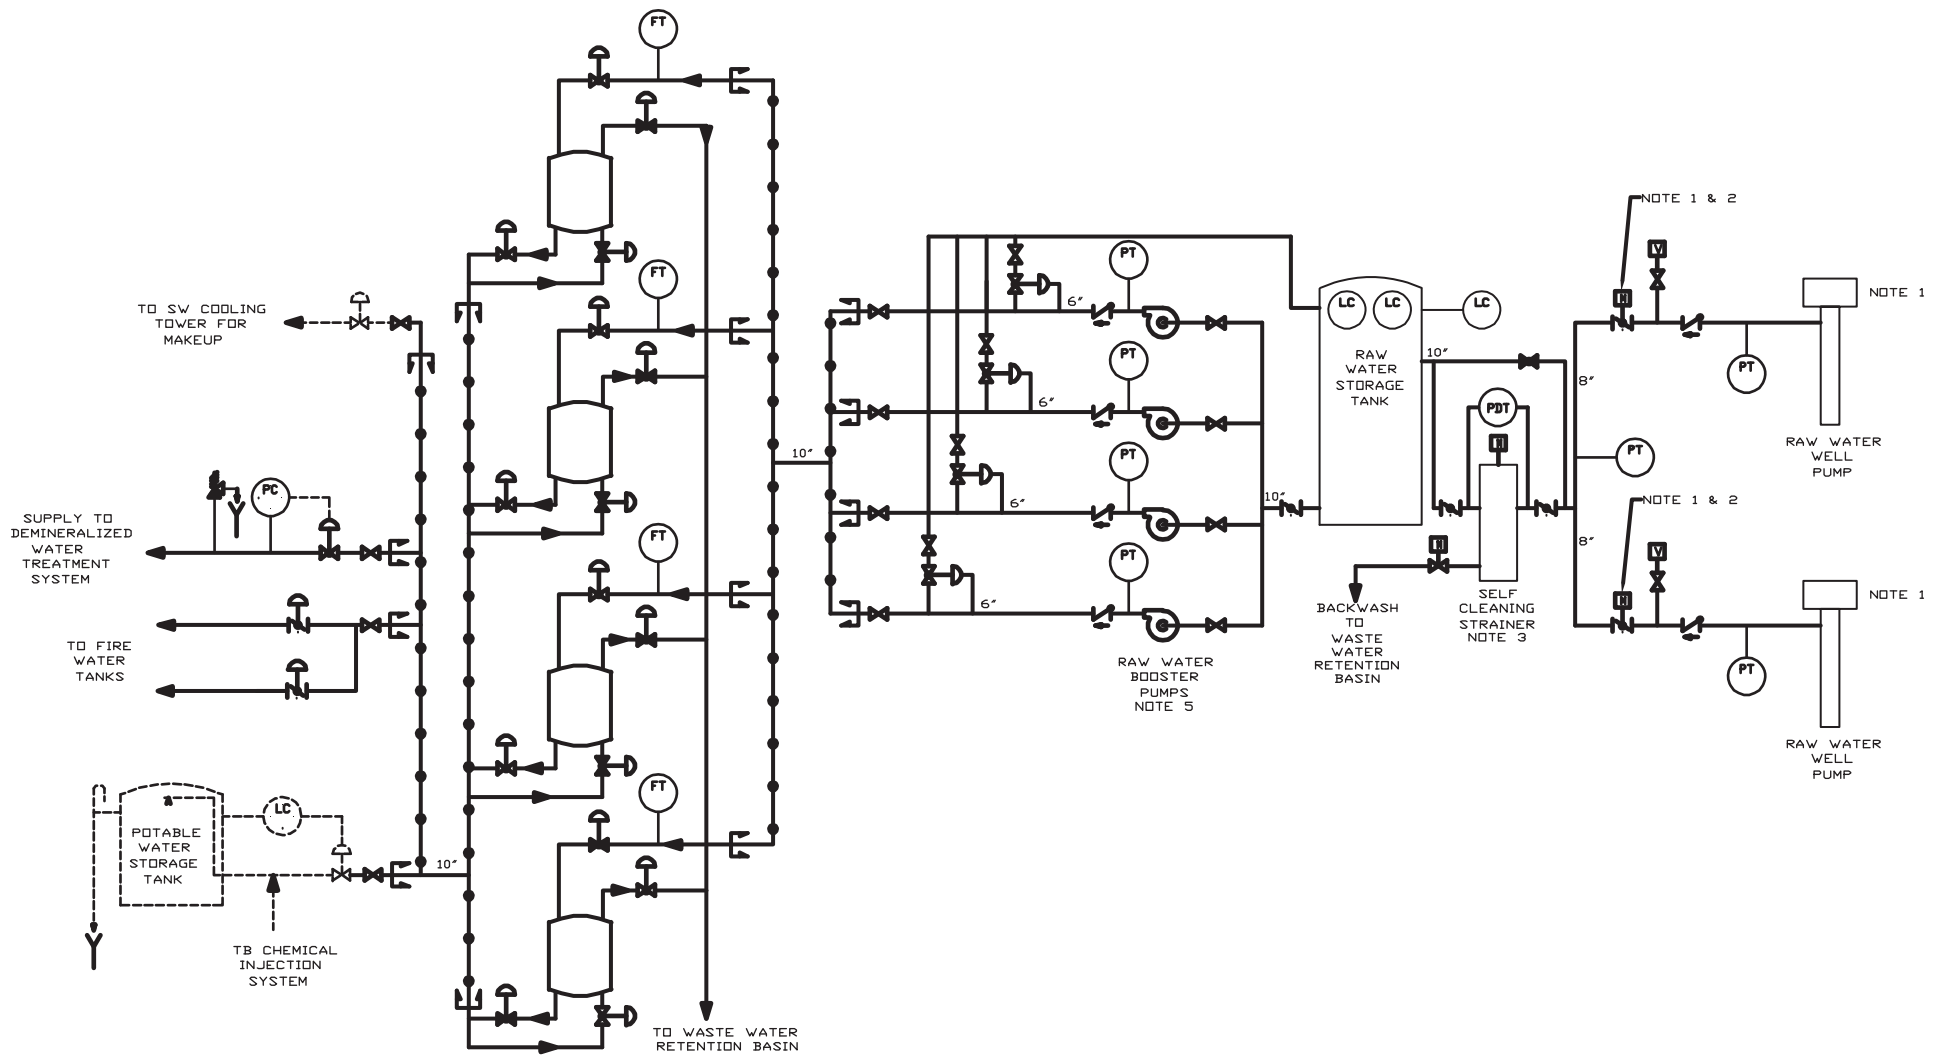 FT
NOTE 1 & 2
V
M
NOTE 1
PT
FT
PT
LC
LC
LC
6″
TO SW COOLING
TOWER FOR
MAKEUP
RAW
WATER
STORAGE
TANK
10″
8″
PT
PT
6″
PDT
M
RAW WATER
WELL
PUMP
PT
10″
PT
6″
10″
NOTE 1 & 2
PC
SUPPLY TO
DEMINERALIZED
WATER
TREATMENT
SYSTEM
FT
PT
6″
M
8″
V
M
NOTE 1
BACKWASH
TO
WASTE
WATER
RETENTION
BASIN
SELF
CLEANING
STRAINER
NOTE 3
TO FIRE
WATER
TANKS
RAW WATER
BOOSTER
PUMPS
NOTE 5
PT
RAW WATER
WELL
PUMP
FT
LC
POTABLE
WATER
STORAGE
TANK
10″
TB CHEMICAL
INJECTION
SYSTEM
TO WASTE WATER
RETENTION BASIN